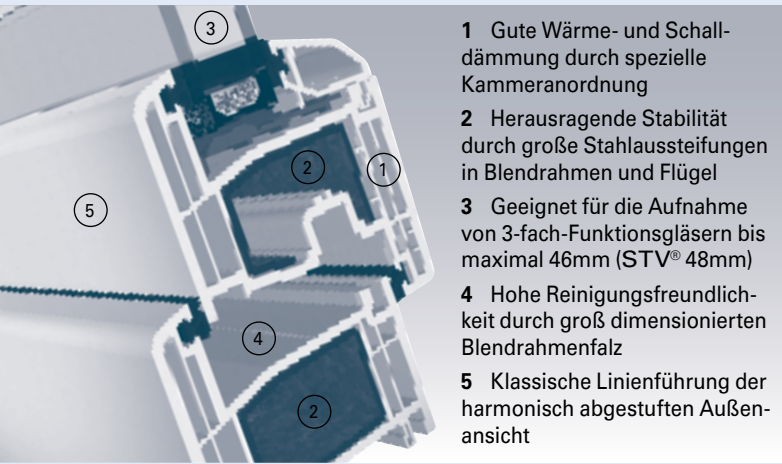 3
2
1
5
4
2
1 Gute Wärme- und Schall-
dämmung durch spezielle
Kammeranordnung
2 Herausragende Stabilität
durch große Stahlaussteifungen
in Blendrahmen und Flügel
3 Geeignet für die Aufnahme
von 3-fach-Funktionsgläsern bis
maximal 46mm (STV® 48mm)
4 Hohe Reinigungsfreundlich-
keit durch groß dimensionierten
Blendrahmenfalz
5 Klassische Linienführung der
harmonisch abgestuften Außen-
ansicht